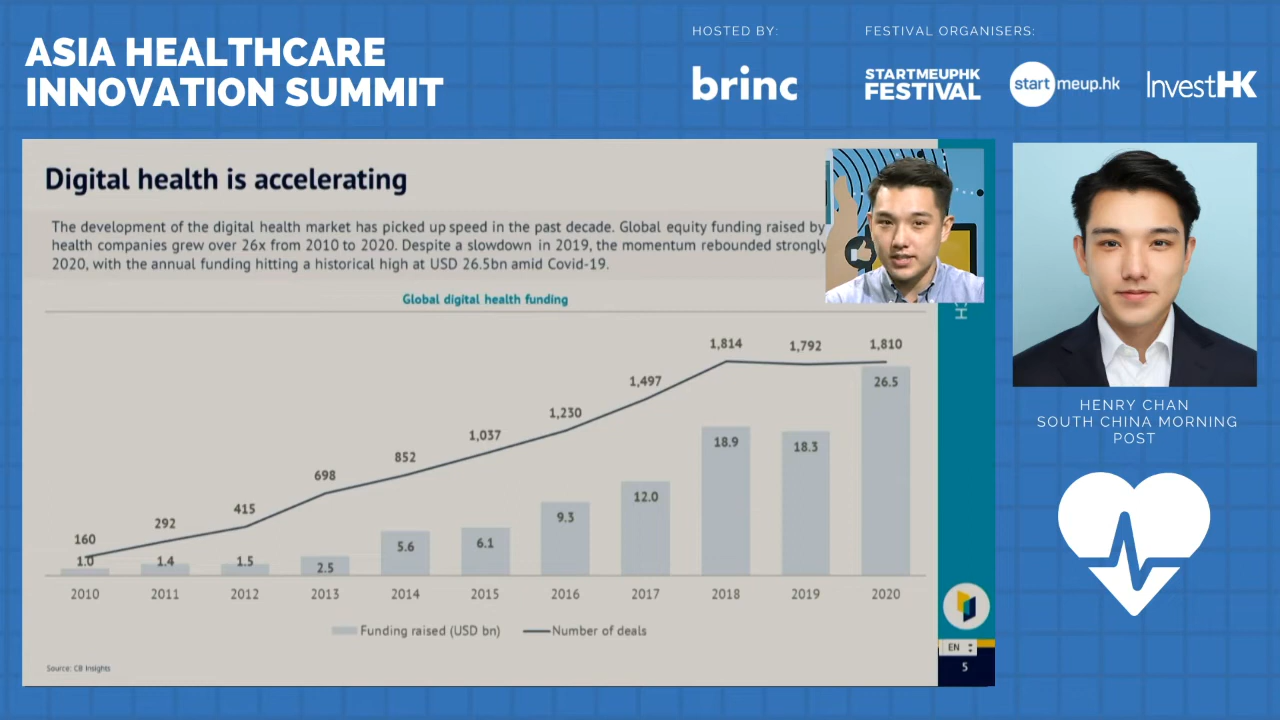 ASIA HEALTHCARE
INNOVATION SUMMIT
HOSTED BY:
brinc
FESTIVAL ORGANISERS:
STARTMEUPHK
FESTIVAL
startmeup.hk
InvestHK
Digital health is accelerating
The development of the digital health market has picked up speed in the past decade. Global equity funding raised by
health companies grew over 26x from 2010 to 2020. Despite a slowdown in 2019, the momentum rebounded strongly
2020, with the annual funding hitting a historical high at USD 26.5bn amid Covid-19.
Global digital health funding
160 292 415 698 852 1,037 1,230 1,497 1,814 1,792 1,810
1.0 1.4 1.5 2.5 5.6 6.1 9.3 12.0 18.9 18.3 26.5
2010 2011 2012 2013 2014 2015 2016 2017 2018 2019 2020
Funding raised (USD bn) Number of deals
Source: CB Insights
EN
5
HENRY CHAN
SOUTH CHINA MORNING
POST